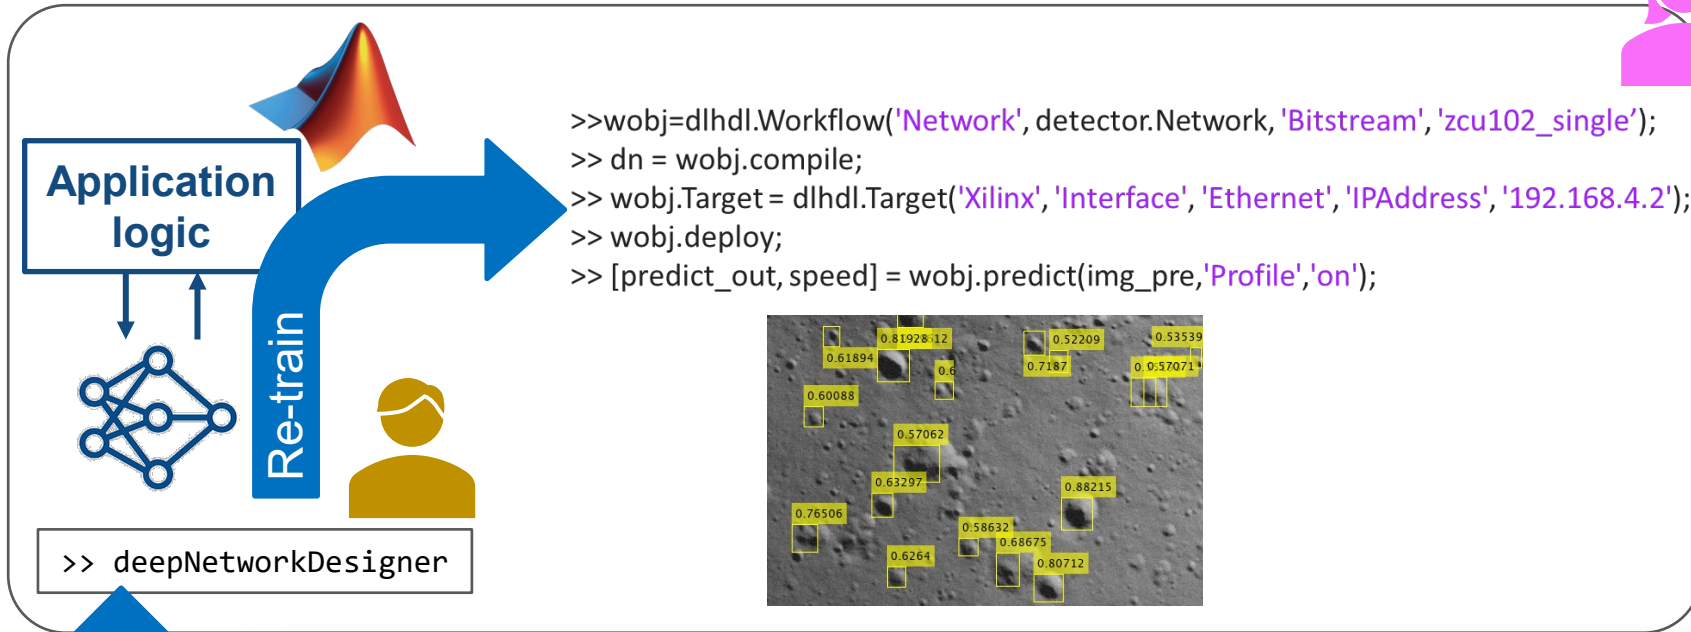 Application
logic
Re-train
>> deepNetworkDesigner
>>wobj=dlhdl.Workflow('Network', detector.Network, 'Bitstream', 'zcu102_single’);
>> dn = wobj.compile;
>> wobj.Target = dlhdl.Target('Xilinx', 'Interface', 'Ethernet', 'IPAddress', '192.168.4.2');
>> wobj.deploy;
>> [predict_out, speed] = wobj.predict(img_pre,'Profile','on');
0.81928
0.52209
0.53539
0.61894
0.7187
0.57071
0.60088
0.57062
0.63297
0.88215
0.76506
0.58632
0.68675
0.6264
0.80712